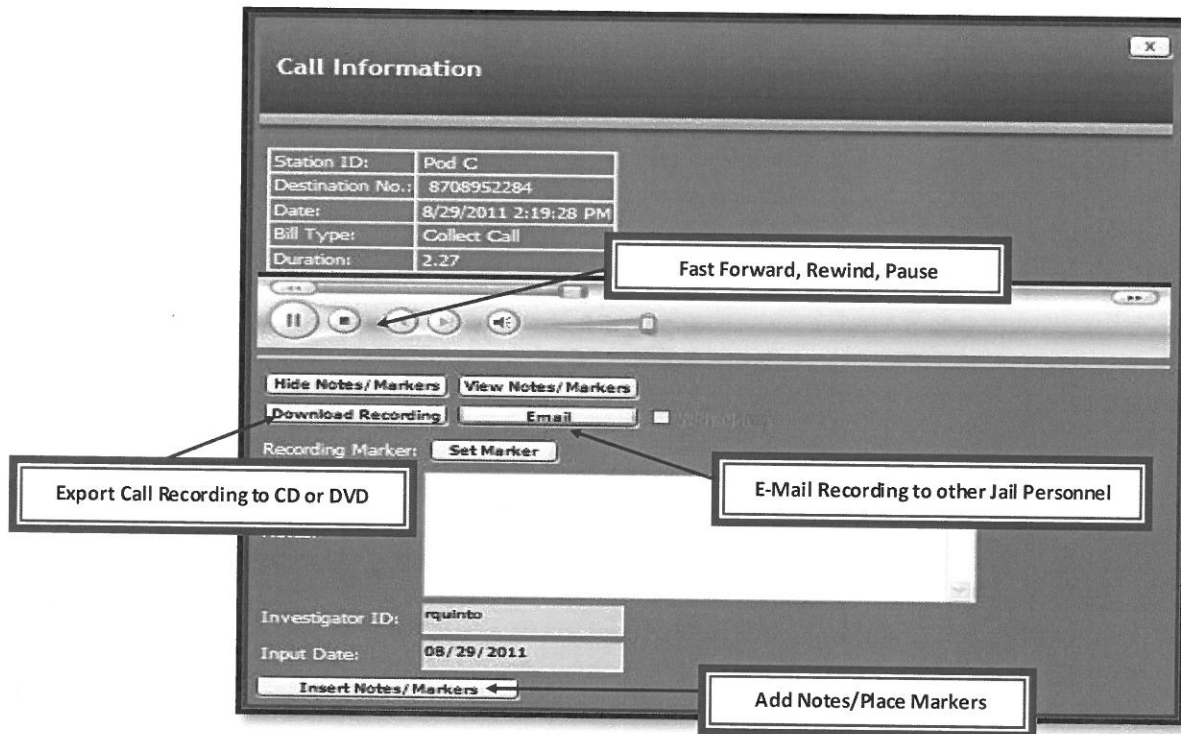 X
Call Information
Station ID: Pod C
Destination No.: 8708952284
Date: 8/29/2011 2:19:28 PM
Bill Type: Collect Call
Duration: 2.27
Fast Forward, Rewind, Pause
Hide Notes/Markers View Notes/Markers
Download Recording Email
Recording Marker: Set Marker
Export Call Recording to CD or DVD
E-Mail Recording to other Jail Personnel
Investigator ID: rquinto
Input Date: 08/29/2011
Insert Notes/Markers
Add Notes/Place Markers